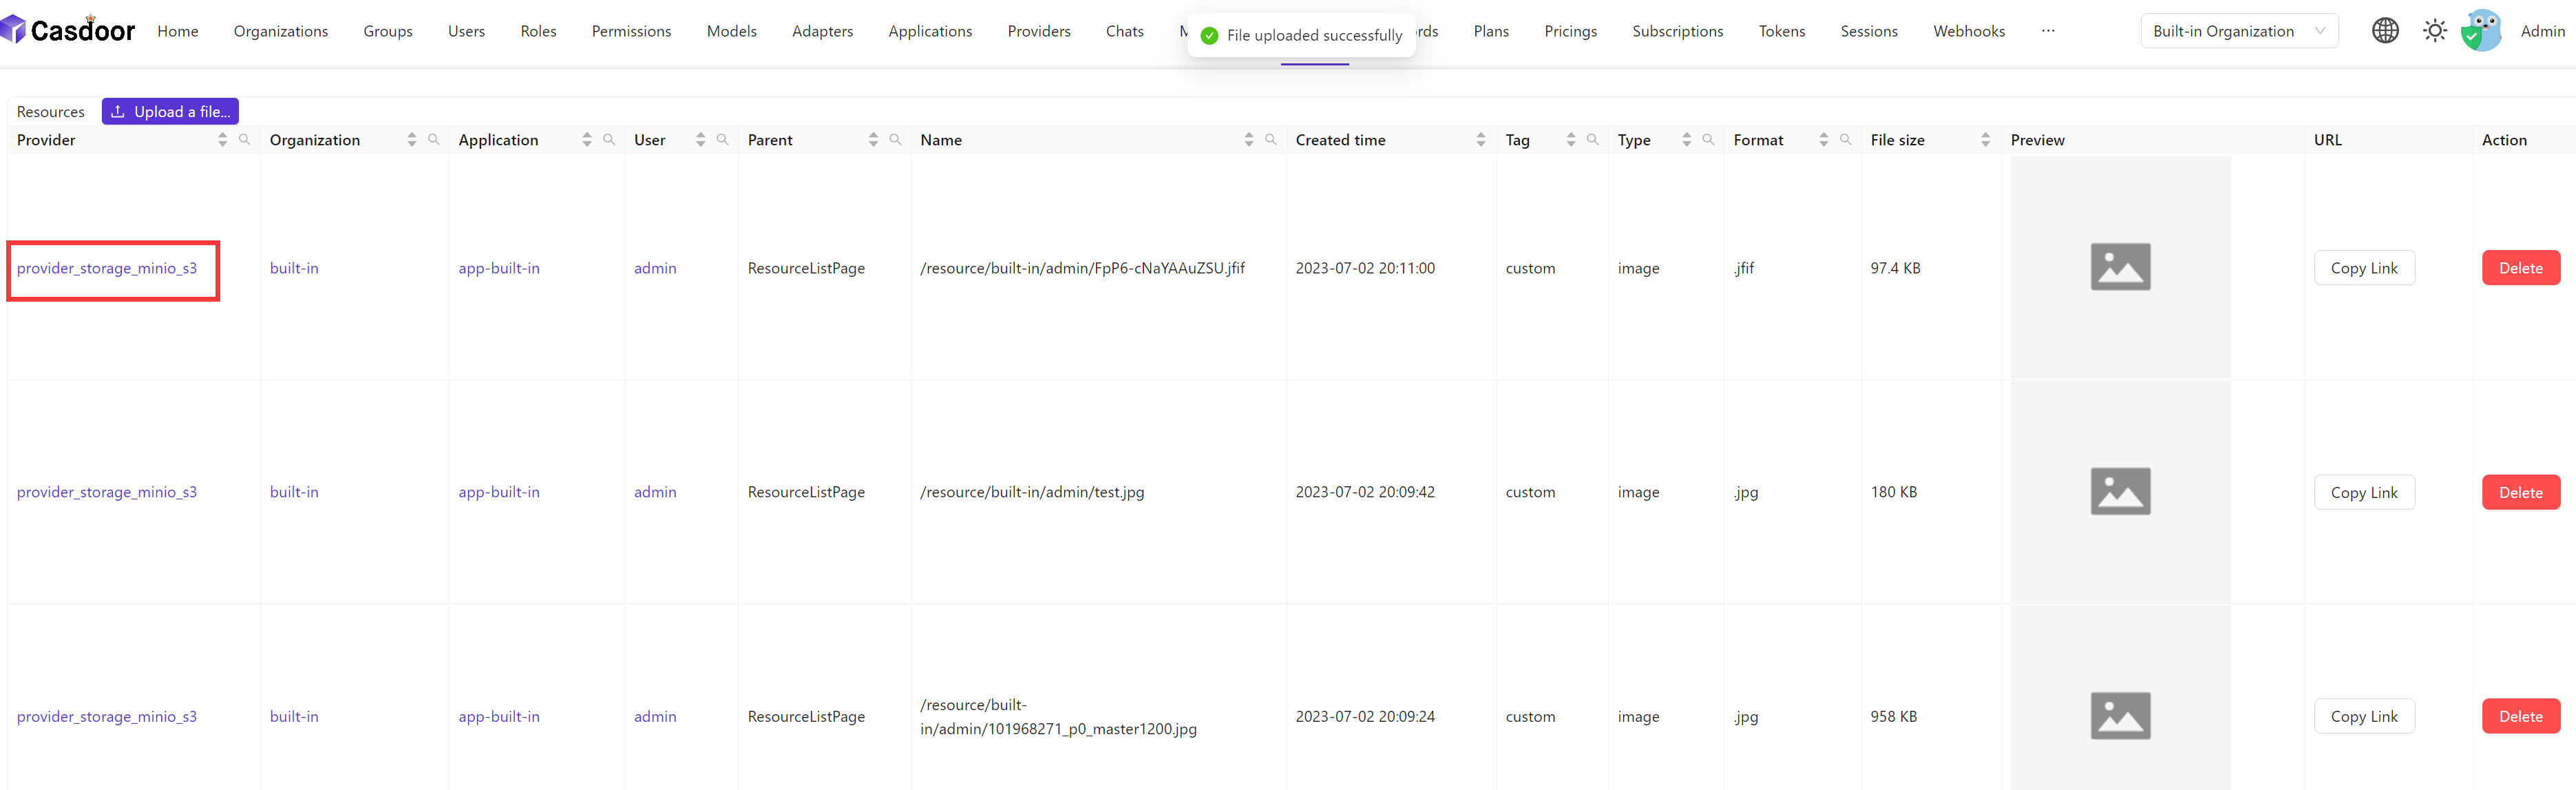 Casdoor Home Organizations Groups Users Roles Permissions Models Adapters Applications Providers Chats File uploaded successfully Plans Pricings Subscriptions Tokens Sessions Webhooks ··· Built-in Organization Admin
Resources Upload a file...
Provider Organization Application User Parent Name Created time Tag Type Format File size Preview URL Action
provider_storage_minio_s3 built-in app-built-in admin ResourceListPage /resource/built-in/admin/FpP6-cNaYAAuZSU.jfif 2023-07-02 20:11:00 custom image .jfif 97.4 KB Copy Link Delete
provider_storage_minio_s3 built-in app-built-in admin ResourceListPage /resource/built-in/admin/test.jpg 2023-07-02 20:09:42 custom image .jpg 180 KB Copy Link Delete
provider_storage_minio_s3 built-in app-built-in admin ResourceListPage /resource/built-
in/admin/101968271_p0_master1200.jpg 2023-07-02 20:09:24 custom image .jpg 958 KB Copy Link Delete